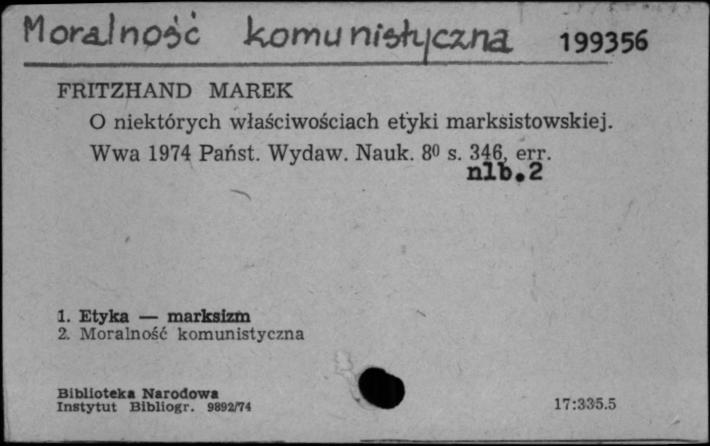 Moralność komunistyczna 199356
FRITZHAND MAREK
O niektórych właściwościach etyki marksistowskiej.
Wwa 1974 Państ. Wydaw. Nauk. 8⁰ s. 346, err.
nlb.2
1. Etyka — marksizm
2. Moralność komunistyczna
Biblioteka Narodowa
Instytut Bibliogr. 9892/74
17:335.5